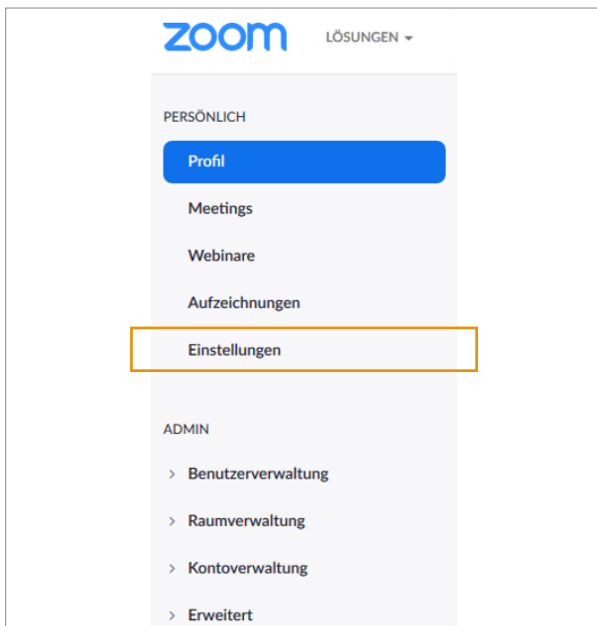 zoom LÖSUNGEN
PERSÖNLICH
Profil
Meetings
Webinare
Aufzeichnungen
Einstellungen
ADMIN
Benutzerverwaltung
Raumverwaltung
Kontoverwaltung
Erweitert